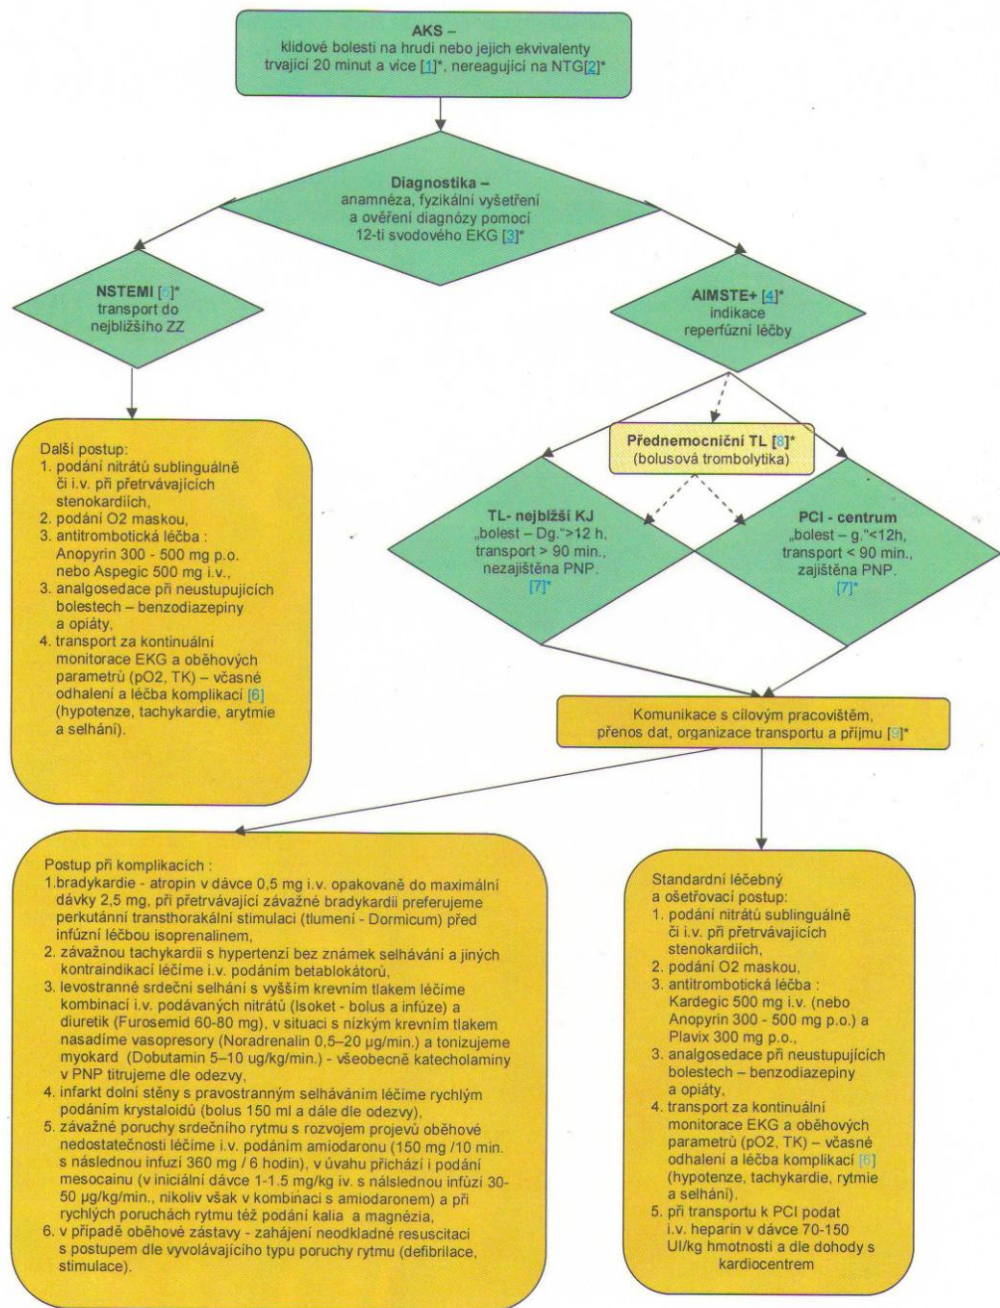 AKS –
klidové bolesti na hrudi nebo jejich ekvivalenty
trvající 20 minut a více [1]*, nereagující na NTG[2]*
Diagnostika –
anamnéza, fyzikální vyšetření
a ověření diagnózy pomocí
12-ti svodového EKG [3]*
NSTEMI [5]*
transport do
nejbližšího ZZ
AIMSTE+ [4]*
indikace
reperfúzní léčby
Další postup:
1. podání nitrátů sublinguálně
či i.v. při přetrvávajících
stenokardiích,
2. podání O2 maskou,
3. antitrombotická léčba :
Anopyrin 300 - 500 mg p.o.
nebo Aspegic 500 mg i.v.,
3. analgosedace při neustupujících
bolestech – benzodiazepiny
a opiáty,
4. transport za kontinuální
monitorace EKG a oběhových
parametrů (pO2, TK) – včasné
odhalení a léčba komplikací [6]
(hypotenze, tachykardie, arytmie
a selhání).
Přednemocniční TL [8]*
(bolusová trombolytika)
TL- nejblžší KJ
„bolest – Dg.“>12 h,
transport > 90 min.,
nezajištěna PNP.
[7]*
PCI - centrum
„bolest – g.“<12h,
transport < 90 min.,
zajištěna PNP.
[7]*
Komunikace s cílovým pracovištěm,
přenos dat, organizace transportu a příjmu [9]*
Postup při komplikacích :
1.bradykardie - atropin v dávce 0,5 mg i.v. opakovaně do maximální
dávky 2,5 mg, při přetrvávající závažné bradykardii preferujeme
perkutánní transthorakální stimulaci (tlumení - Dormicum) před
infúzní léčbou isoprenalinem,
2. závažnou tachykardii s hypertenzí bez známek selhávání a jiných
kontraindikací léčíme i.v. podáním betablokátorů,
3. levostranné srdeční selhání s vyšším krevním tlakem léčíme
kombinací i.v. podávaných nitrátů (Isoket - bolus a infúze) a
diuretik (Furosemid 60-80 mg), v situaci s nízkým krevním tlakem
nasadíme vasopresory (Noradrenalin 0,5–20 µg/min.) a tonizujeme
myokard (Dobutamin 5–10 ug/kg/min.) - všeobecně katecholaminy
v PNP titrujeme dle odezvy,
4. infarkt dolní stěny s pravostranným selháváním léčíme rychlým
podáním krystaloidů (bolus 150 ml a dále dle odezvy),
5. závažné poruchy srdečního rytmu s rozvojem projevů oběhové
nedostatečnosti léčíme i.v. podáním amiodaronu (150 mg /10 min.
s následnou infuzí 360 mg / 6 hodin), v úvahu přichází i podání
mesocainu (v iniciální dávce 1-1.5 mg/kg iv. s nálslednou infúzí 30-
50 µg/kg/min., nikoliv však v kombinaci s amiodaronem) a při
rychlých poruchách rytmu též podání kalia a magnézia,
6. v případě oběhové zástavy - zahájení neodkladné resuscitaci
s postupem dle vyvolávajícího typu poruchy rytmu (defibrilace,
stimulace).
Standardní léčebný
a ošetřovací postup:
1. podání nitrátů sublinguálně
či i.v. při přetrvávajících
stenokardiích,
2. podání O2 maskou,
3. antitrombotická léčba :
Kardegic 500 mg i.v. (nebo
Anopyrin 300 - 500 mg p.o.) a
Plavix 300 mg p.o.,
3. analgosedace při neustupujících
bolestech – benzodiazepiny
a opiáty,
4. transport za kontinuální
monitorace EKG a oběhových
parametrů (pO2, TK) – včasné
odhalení a léčba komplikací [6]
(hypotenze, tachykardie, rytmie
a selhání).
5. při transportu k PCI podat
i.v. heparin v dávce 70-150
UI/kg hmotnosti a dle dohody s
kardiocentrem